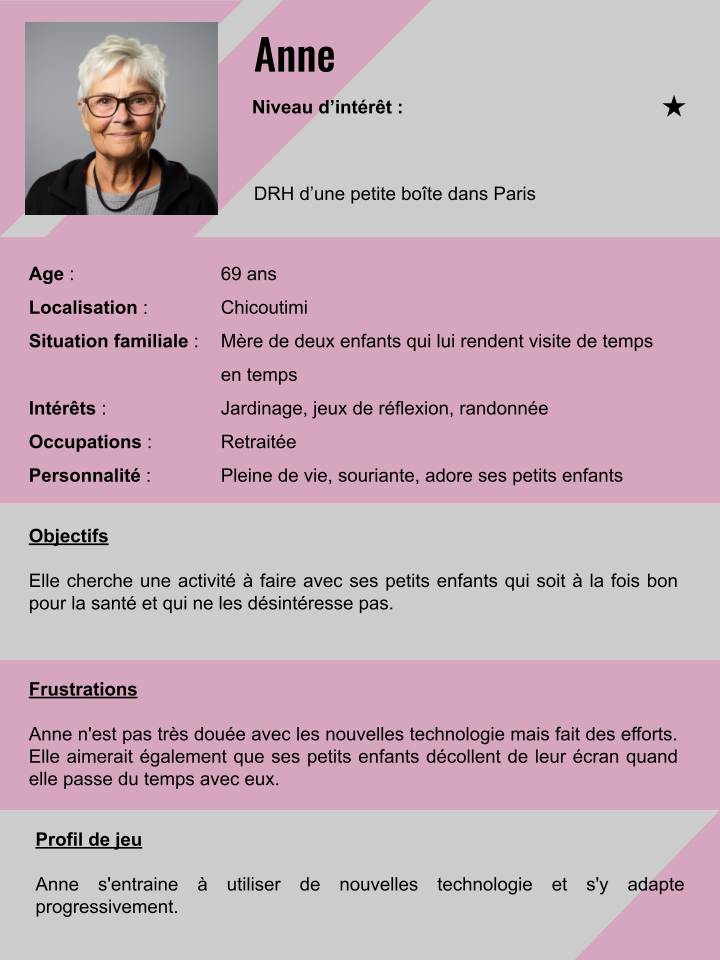 Anne
Niveau d’intérêt : ★
DRH d’une petite boîte dans Paris
Age : 69 ans
Localisation : Chicoutimi
Situation familiale : Mère de deux enfants qui lui rendent visite de temps
en temps
Intérêts : Jardinage, jeux de réflexion, randonnée
Occupations : Retraitée
Personnalité : Pleine de vie, souriante, adore ses petits enfants
Objectifs
Elle cherche une activité à faire avec ses petits enfants qui soit à la fois bon
pour la santé et qui ne les désintéresse pas.
Frustrations
Anne n'est pas très douée avec les nouvelles technologie mais fait des efforts.
Elle aimerait également que ses petits enfants décollent de leur écran quand
elle passe du temps avec eux.
Profil de jeu
Anne s'entraine à utiliser de nouvelles technologie et s'y adapte
progressivement.